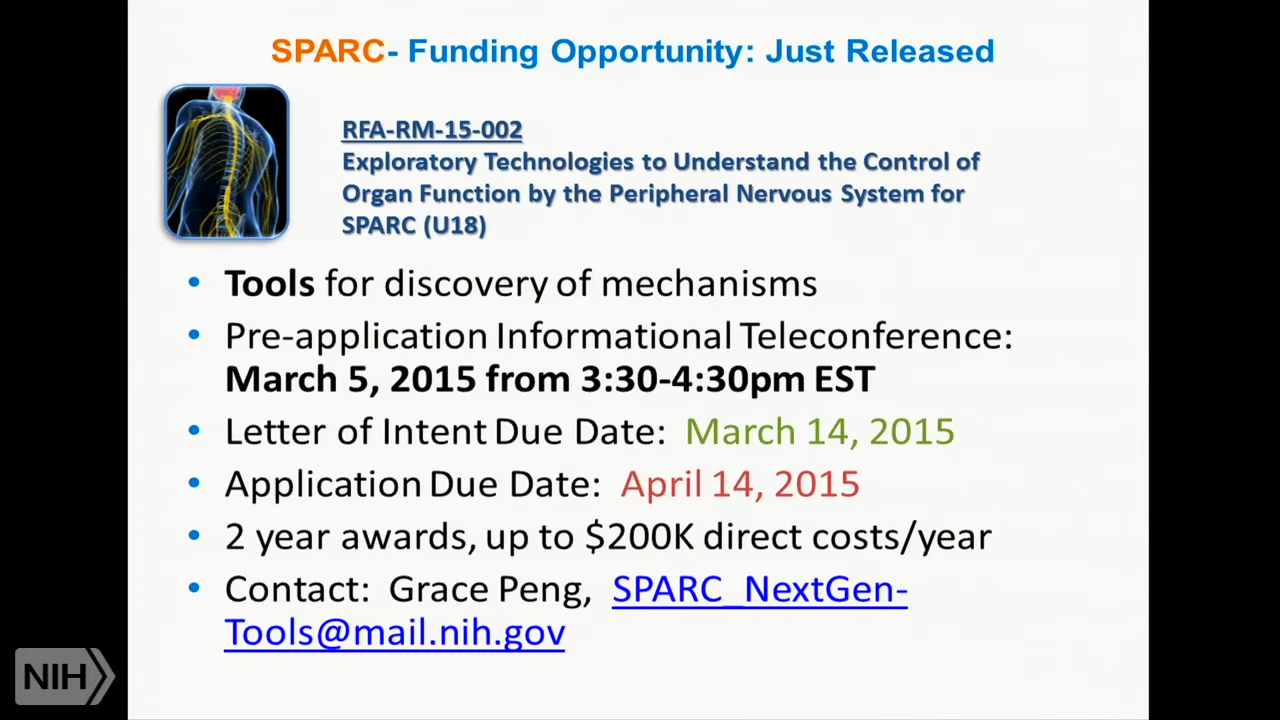 SPARC- Funding Opportunity: Just Released
RFA-RM-15-002
Exploratory Technologies to Understand the Control of
Organ Function by the Peripheral Nervous System for
SPARC (U18)
• Tools for discovery of mechanisms
• Pre-application Informational Teleconference:
March 5, 2015 from 3:30-4:30pm EST
• Letter of Intent Due Date: March 14, 2015
• Application Due Date: April 14, 2015
• 2 year awards, up to $200K direct costs/year
• Contact: Grace Peng, SPARC_NextGen-
Tools@mail.nih.gov
NIH